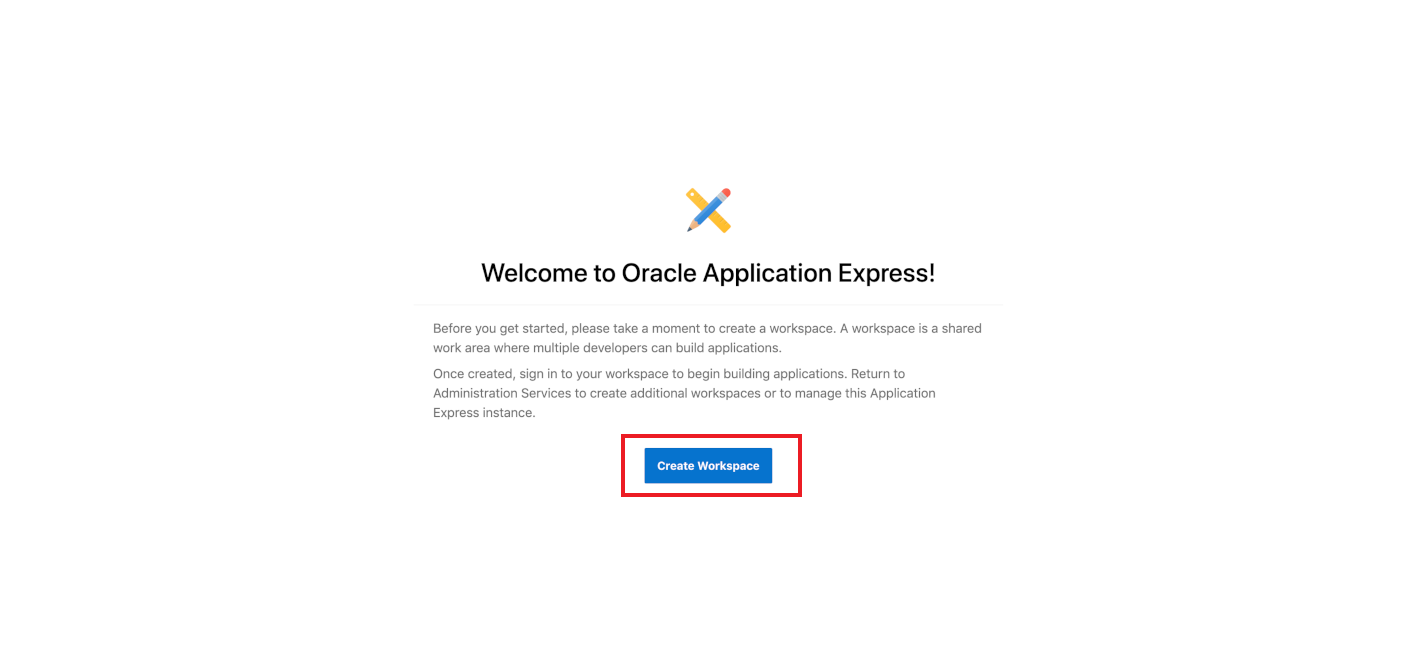 Welcome to Oracle Application Express!
Before you get started, please take a moment to create a workspace. A workspace is a shared
work area where multiple developers can build applications.
Once created, sign in to your workspace to begin building applications. Return to
Administration Services to create additional workspaces or to manage this Application
Express instance.
Create Workspace